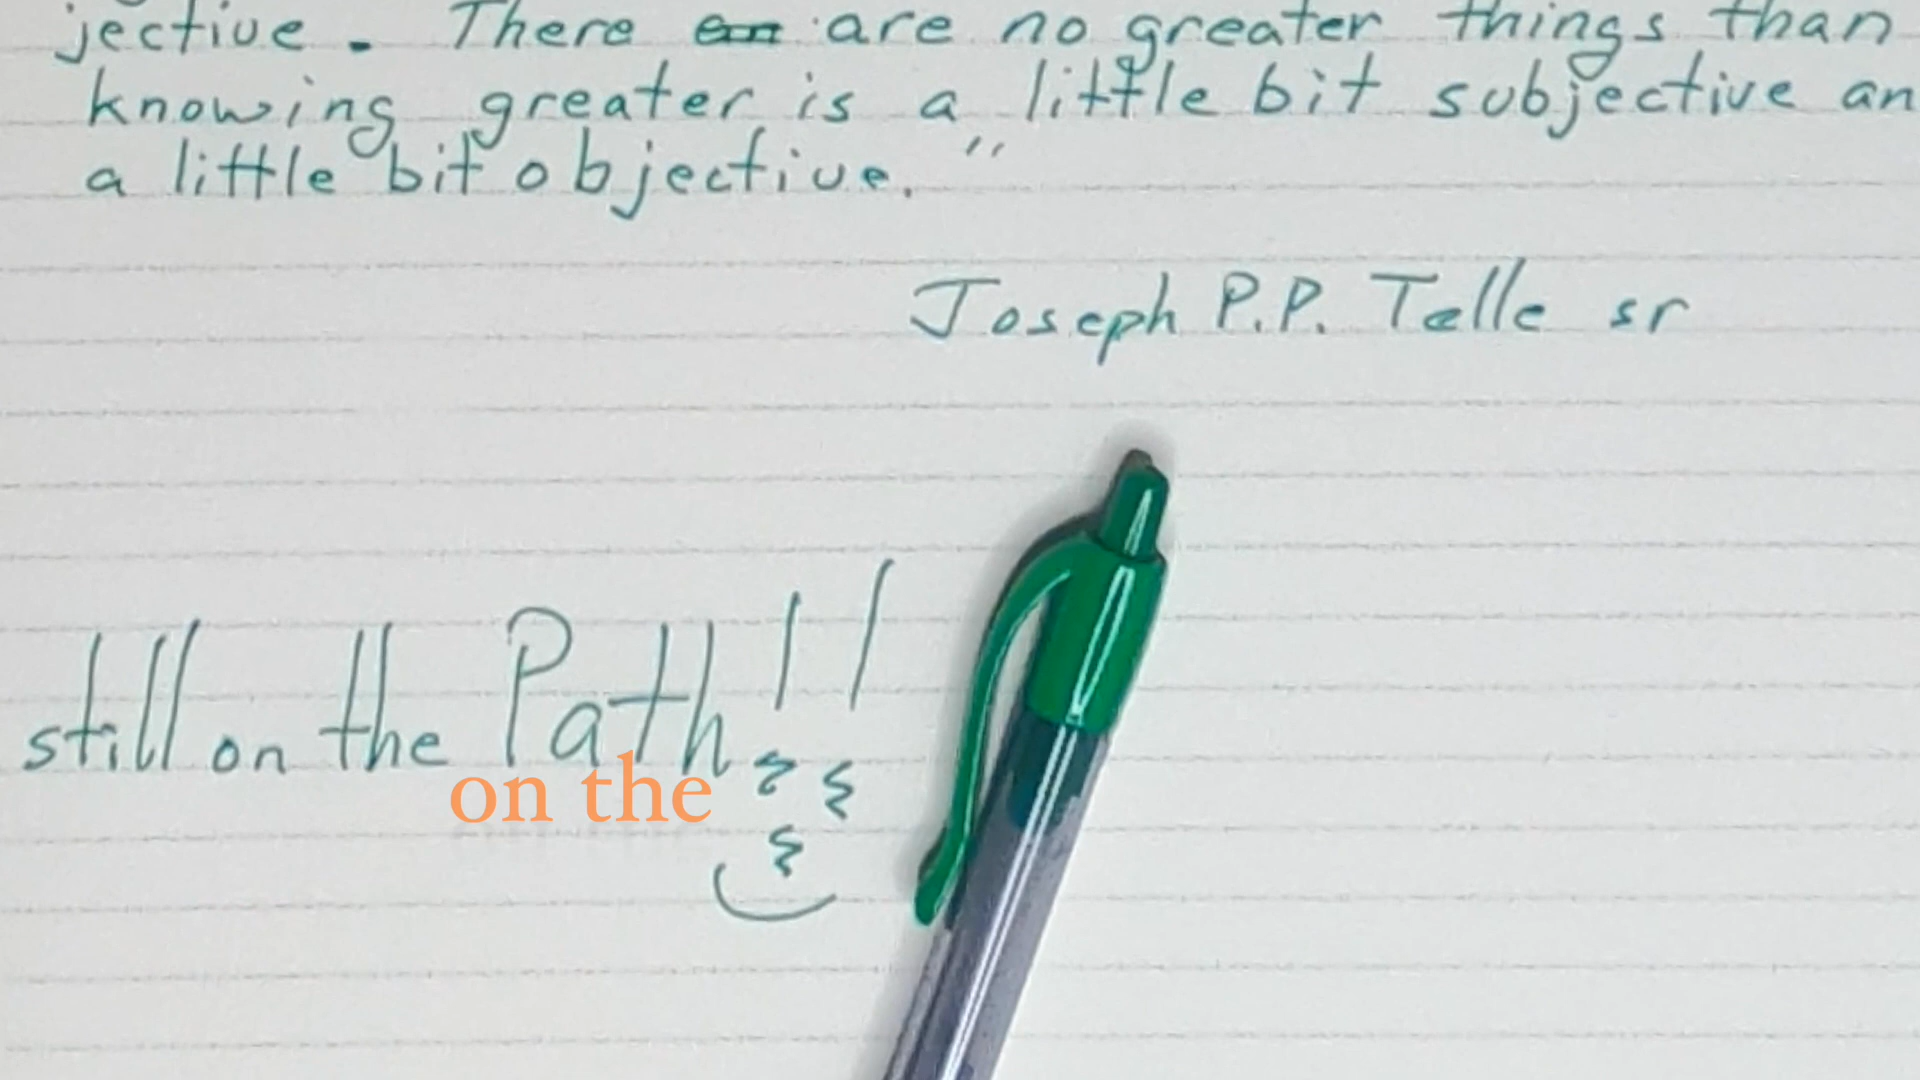 jective. There are no greater things than
knowing greater is a little bit subjective an
a little bit objective."
Joseph P.P. Telle sr
still on the Path!!
on the